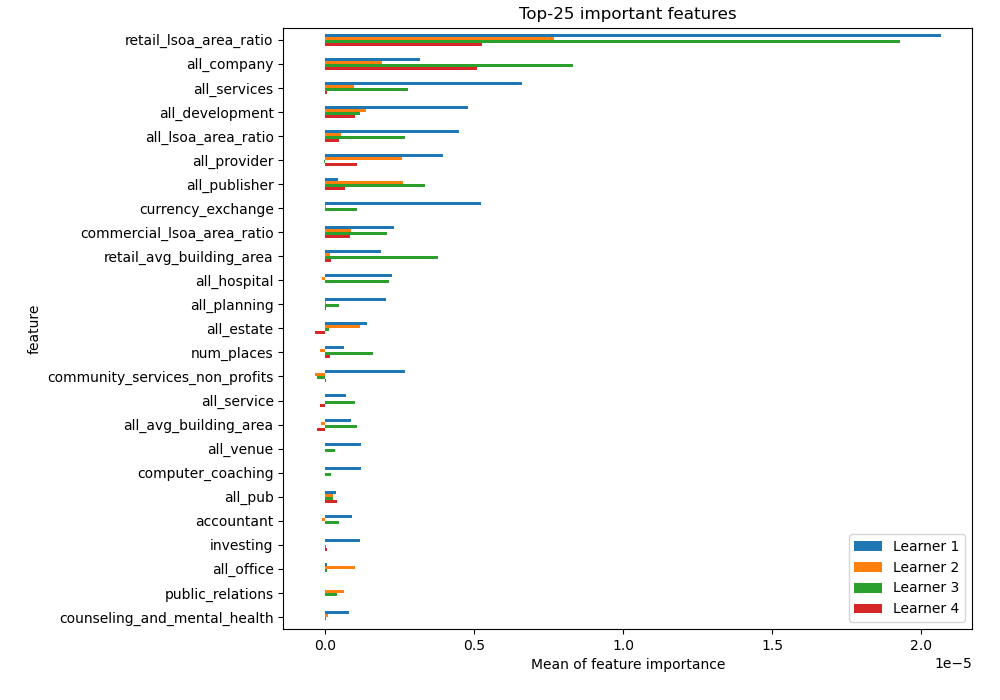 Top-25 important features
retail_lsoa_area_ratio
all_company
all_services
all_development
all_lsoa_area_ratio
all_provider
all_publisher
currency_exchange
commercial_lsoa_area_ratio
retail_avg_building_area
all_hospital
all_planning
all_estate
num_places
community_services_non_profits
all_service
all_avg_building_area
all_venue
computer_coaching
all_pub
accountant
investing
all_office
public_relations
counseling_and_mental_health
feature
Learner 1
Learner 2
Learner 3
Learner 4
0.0 0.5 1.0 1.5 2.0
1e−5
Mean of feature importance